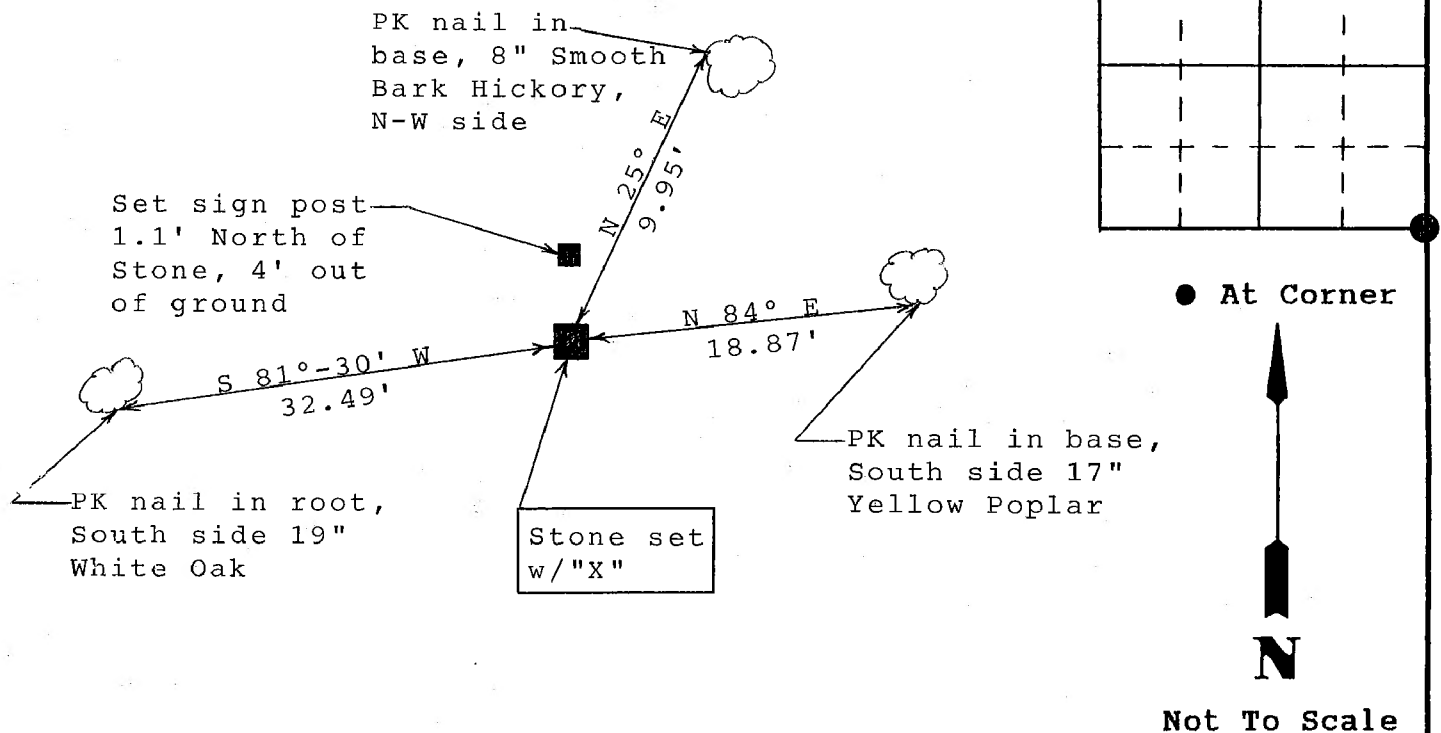 PK nail in
base, 8" Smooth
Bark Hickory,
N-W side
N 25° E
9.95'
Set sign post
1.1' North of
Stone, 4' out
of ground
N 84° E
18.87'
S 81°-30' W
32.49'
PK nail in root,
South side 19"
White Oak
Stone set
w/"X"
PK nail in base,
South side 17"
Yellow Poplar
● At Corner
N
Not To Scale